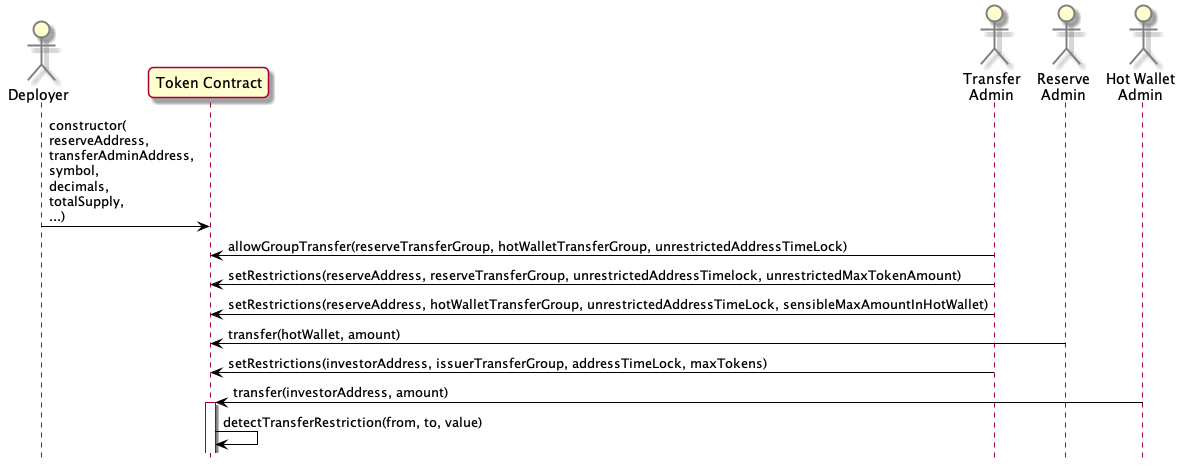 Deployer
Token Contract
Transfer
Admin
Reserve
Admin
Hot Wallet
Admin
constructor(
reserveAddress,
transferAdminAddress,
symbol,
decimals,
totalSupply,
...)
allowGroupTransfer(reserveTransferGroup, hotWalletTransferGroup, unrestrictedAddressTimeLock)
setRestrictions(reserveAddress, reserveTransferGroup, unrestrictedAddressTimelock, unrestrictedMaxTokenAmount)
setRestrictions(reserveAddress, hotWalletTransferGroup, unrestrictedAddressTimeLock, sensibleMaxAmountInHotWallet)
transfer(hotWallet, amount)
setRestrictions(investorAddress, issuerTransferGroup, addressTimeLock, maxTokens)
transfer(investorAddress, amount)
detectTransferRestriction(from, to, value)